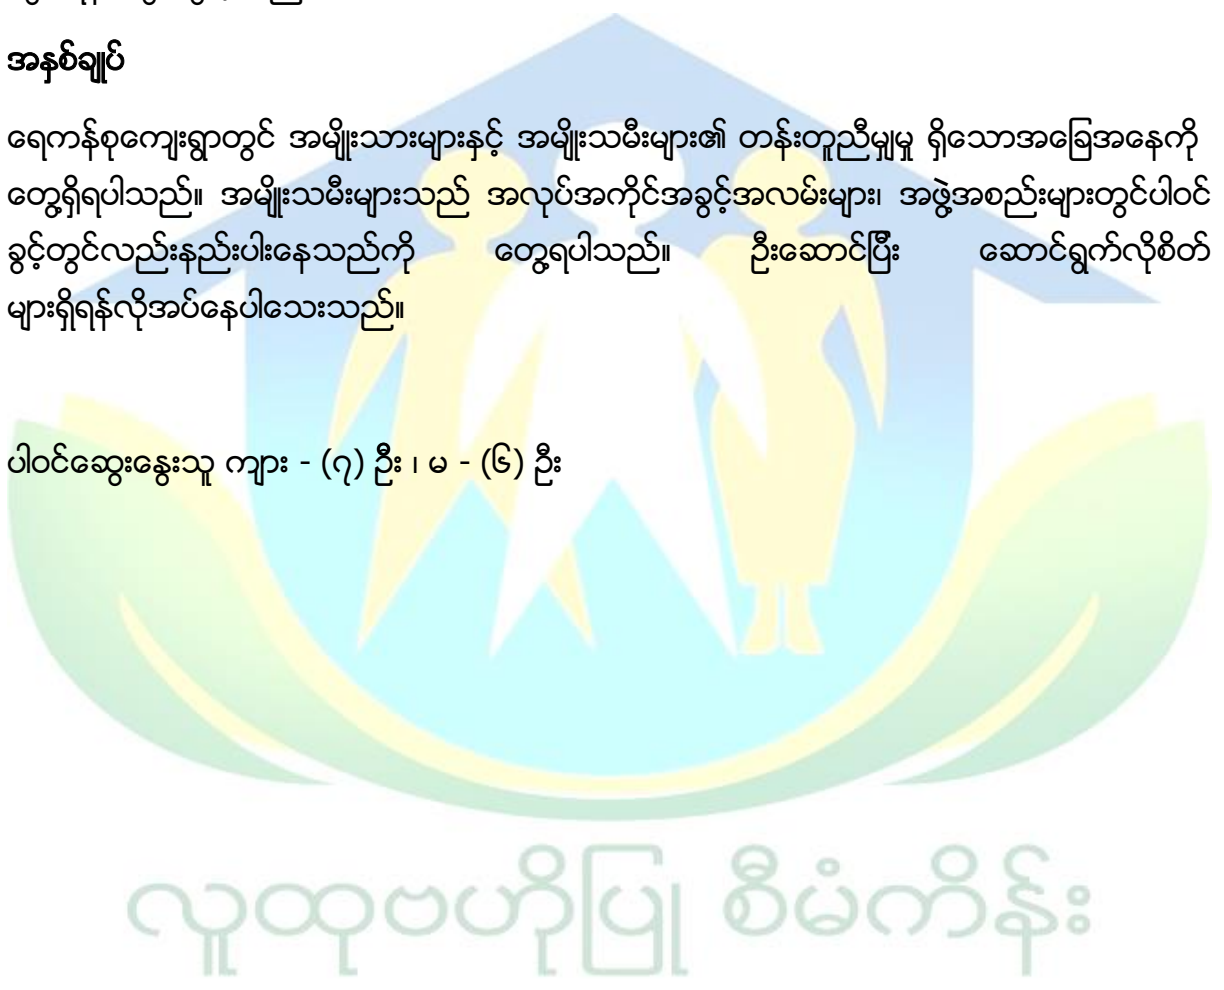 အနှစ်ချုပ်
ရေကန်စုကျေးရွာတွင် အမျိုးသားများနှင့် အမျိုးသမီးများ၏ တန်းတူညီမျှမှု ရှိသောအခြေအနေကို
တွေ့ရှိရပါသည်။ အမျိုးသမီးများသည် အလုပ်အကိုင်အခွင့်အလမ်းများ၊ အဖွဲ့အစည်းများတွင်ပါဝင်
ခွင့်တွင်လည်းနည်းပါးနေသည်ကို တွေ့ရပါသည်။ ဦးဆောင်ပြီး ဆောင်ရွက်လိုစိတ်
များရှိရန်လိုအပ်နေပါသေးသည်။
ပါဝင်ဆွေးနွေးသူ ကျား - (၇) ဦး ၊ မ - (၆) ဦး
လူထုဗဟိုပြု စီမံကိန်း